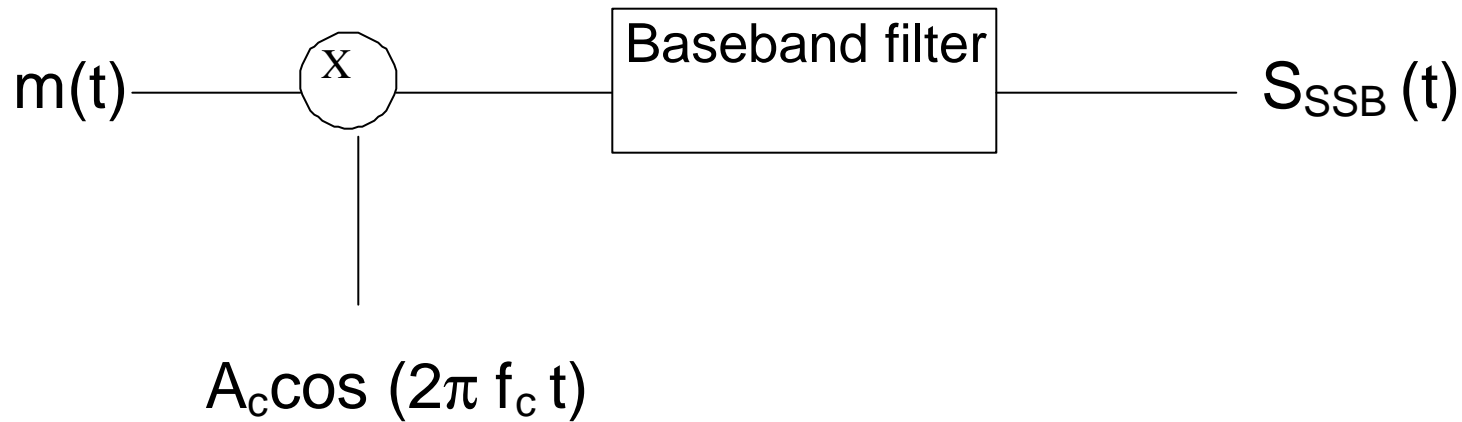 Baseband filter
m(t)
X
S_SSB (t)
A_c cos (2π f_c t)